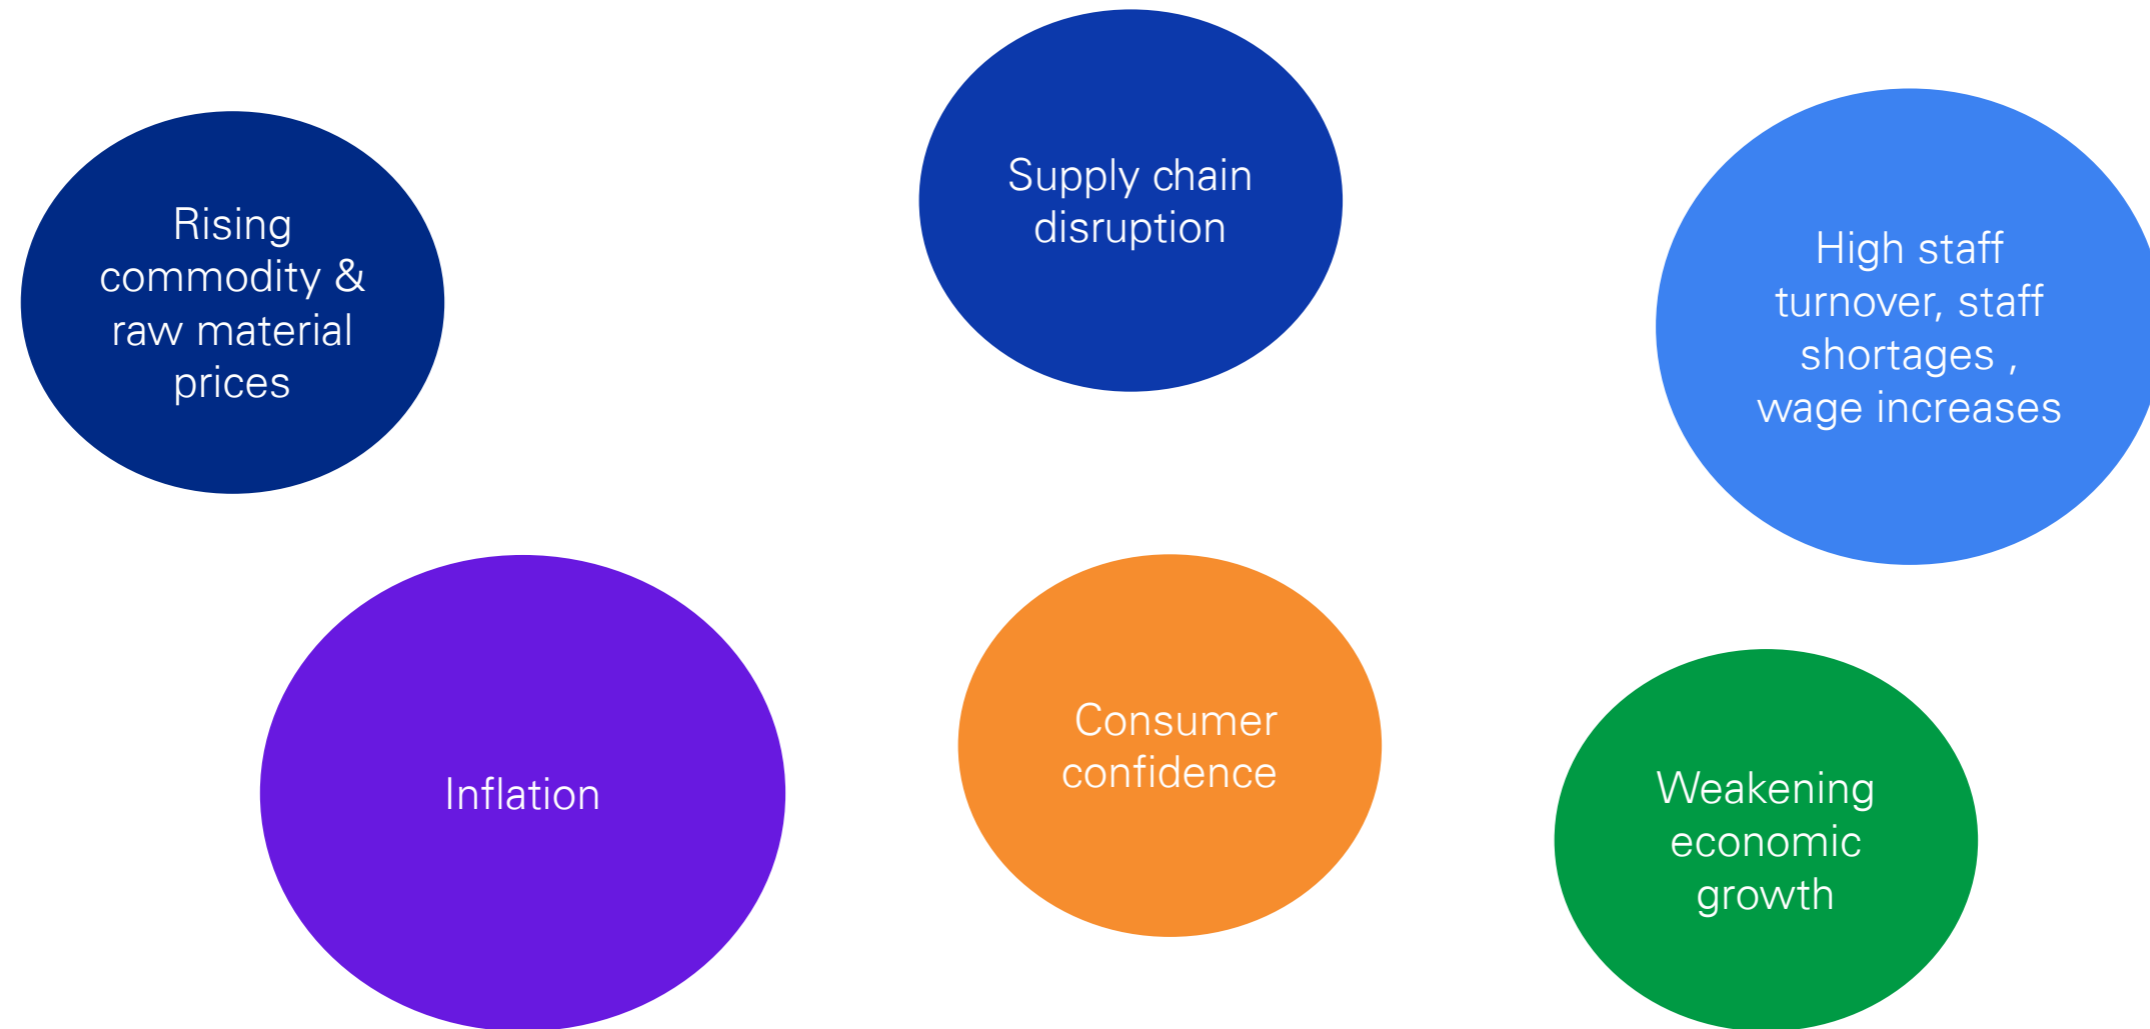 Rising
commodity &
raw material
prices
Supply chain
disruption
High staff
turnover, staff
shortages ,
wage increases
Inflation
Consumer
confidence
Weakening
economic
growth